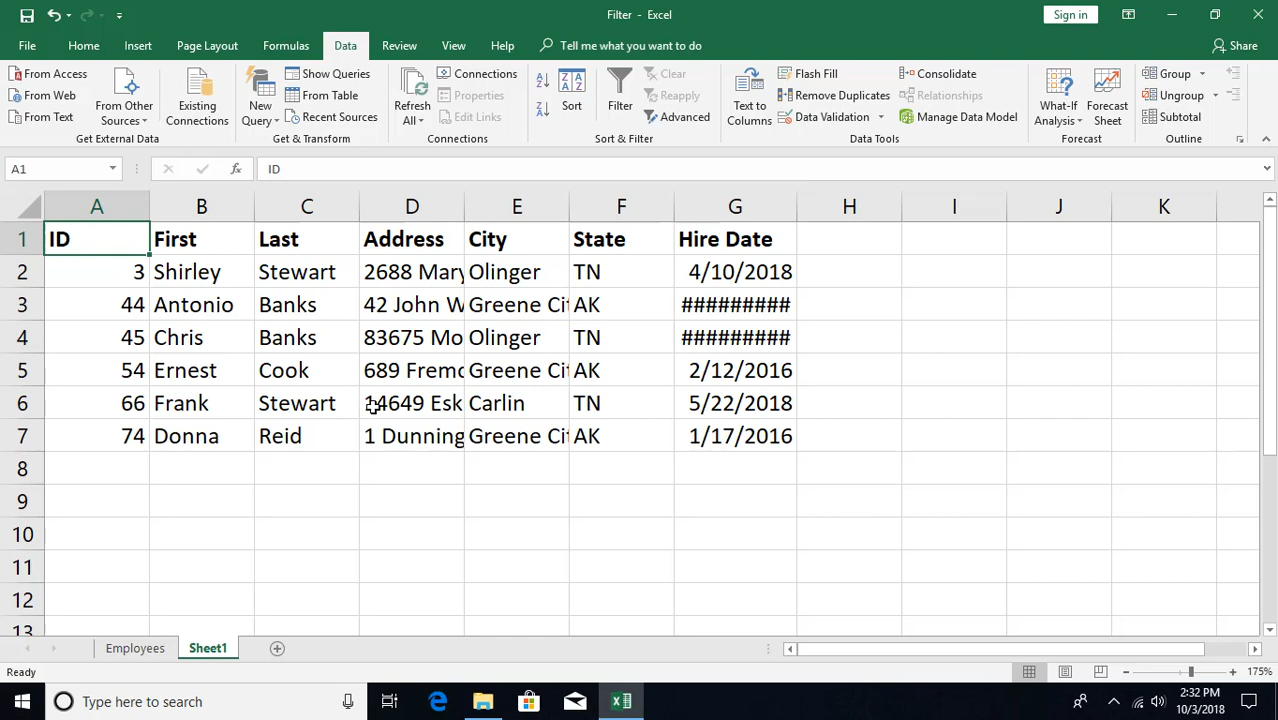 Filter - Excel
Sign in
File Home Insert Page Layout Formulas Data Review View Help Tell me what you want to do Share
From Access
From Web
From Text
From Other Sources
Existing Connections
Get External Data
New Query
Show Queries
From Table
Recent Sources
Get & Transform
Refresh All
Connections
Properties
Edit Links
Connections
Sort
Filter
Clear
Reapply
Advanced
Sort & Filter
Text to Columns
Flash Fill
Remove Duplicates
Data Validation
Consolidate
Relationships
Manage Data Model
Data Tools
What-If Analysis
Forecast Sheet
Forecast
Group
Ungroup
Subtotal
Outline
A1 fx ID
A B C D E F G H I J K
1 ID First Last Address City State Hire Date
2 3 Shirley Stewart 2688 Mary Olinger TN 4/10/2018
3 44 Antonio Banks 42 John W Greene Cit AK #########
4 45 Chris Banks 83675 Mo Olinger TN #########
5 54 Ernest Cook 689 Fremo Greene Cit AK 2/12/2016
6 66 Frank Stewart 14649 Esk Carlin TN 5/22/2018
7 74 Donna Reid 1 Dunning Greene Cit AK 1/17/2016
8
9
10
11
12
13
Employees Sheet1
Ready 175%
Type here to search
2:32 PM
10/3/2018